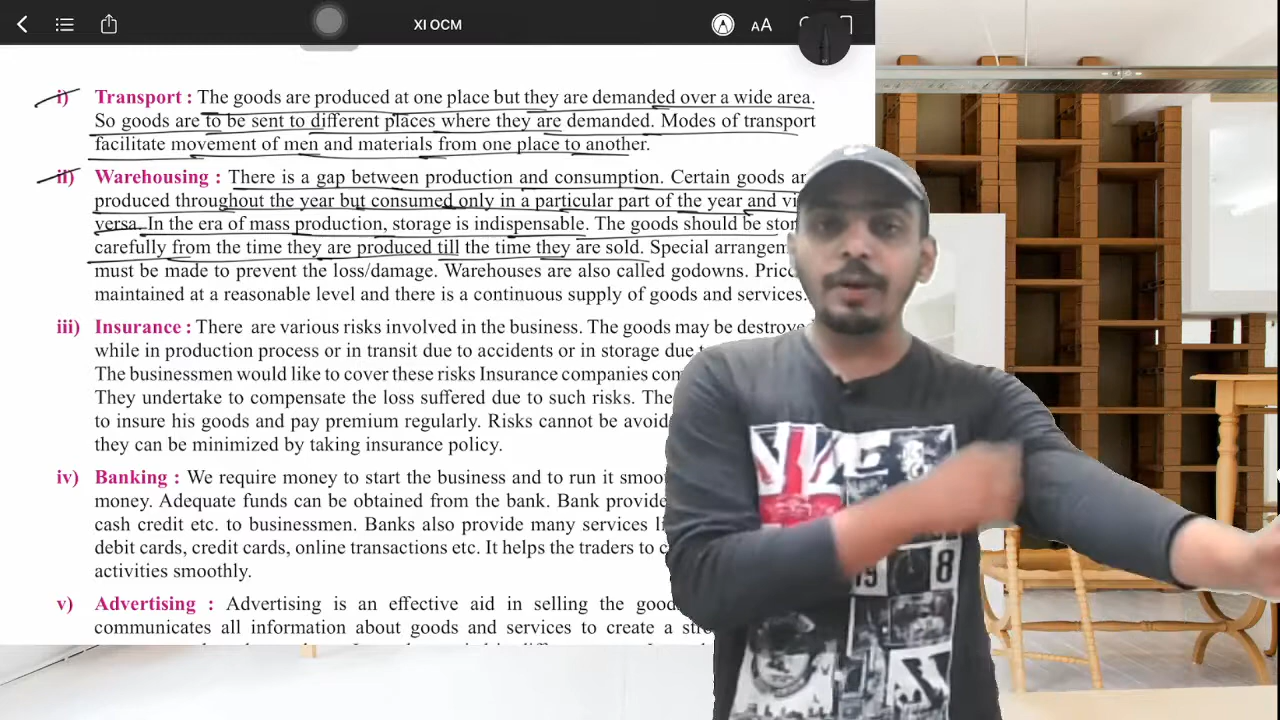 XI OCM
AA
i) Transport : The goods are produced at one place but they are demanded over a wide area.
So goods are to be sent to different places where they are demanded. Modes of transport
facilitate movement of men and materials from one place to another.
ii) Warehousing : There is a gap between production and consumption. Certain goods ar
produced throughout the year but consumed only in a particular part of the year and vi
versa. In the era of mass production, storage is indispensable. The goods should be stor
carefully from the time they are produced till the time they are sold. Special arrangem
must be made to prevent the loss/damage. Warehouses are also called godowns. Price
maintained at a reasonable level and there is a continuous supply of goods and services.
iii) Insurance : There are various risks involved in the business. The goods may be destroye
while in production process or in transit due to accidents or in storage due t
The businessmen would like to cover these risks Insurance companies com
They undertake to compensate the loss suffered due to such risks. The
to insure his goods and pay premium regularly. Risks cannot be avoid
they can be minimized by taking insurance policy.
iv) Banking : We require money to start the business and to run it smoo
money. Adequate funds can be obtained from the bank. Bank provide
cash credit etc. to businessmen. Banks also provide many services li
debit cards, credit cards, online transactions etc. It helps the traders to c
activities smoothly.
v) Advertising : Advertising is an effective aid in selling the good
communicates all information about goods and services to create a stro
19
8